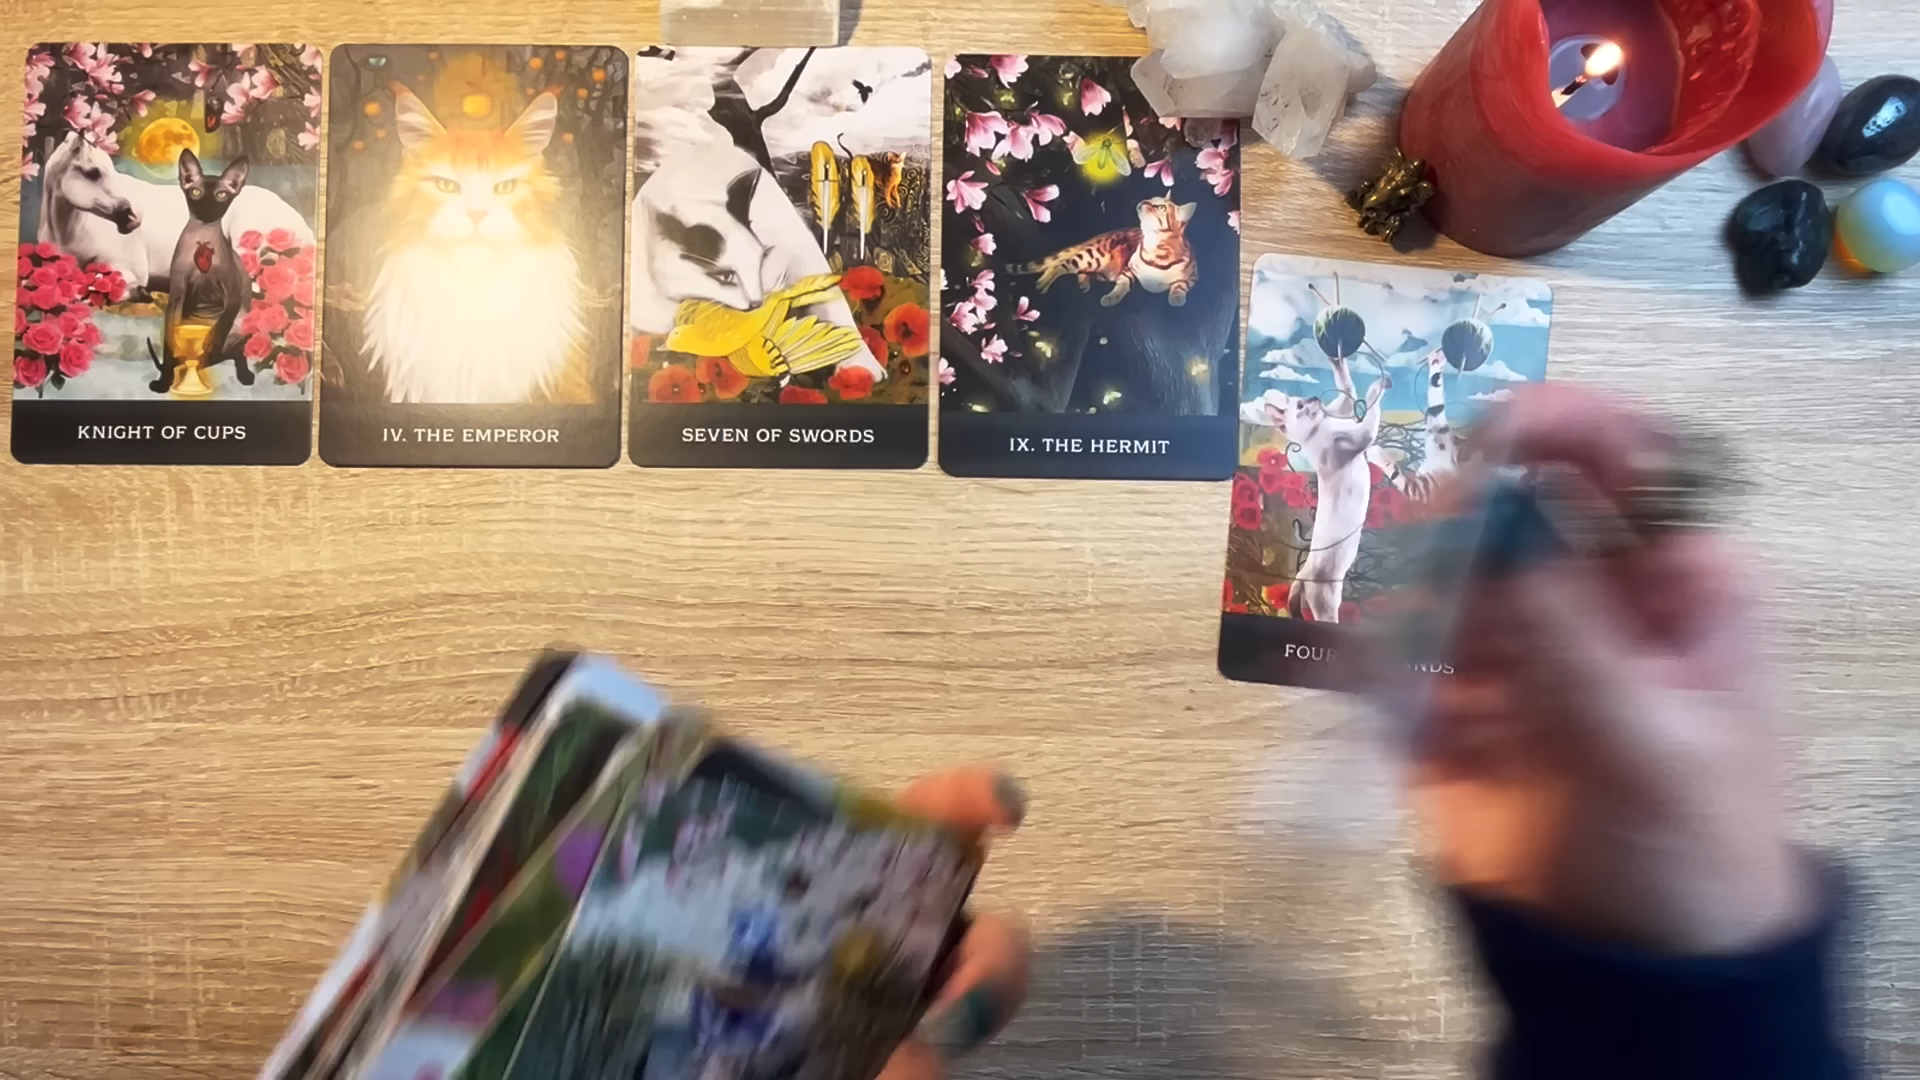 KNIGHT OF CUPS
IV. THE EMPEROR
SEVEN OF SWORDS
IX. THE HERMIT
FOUR